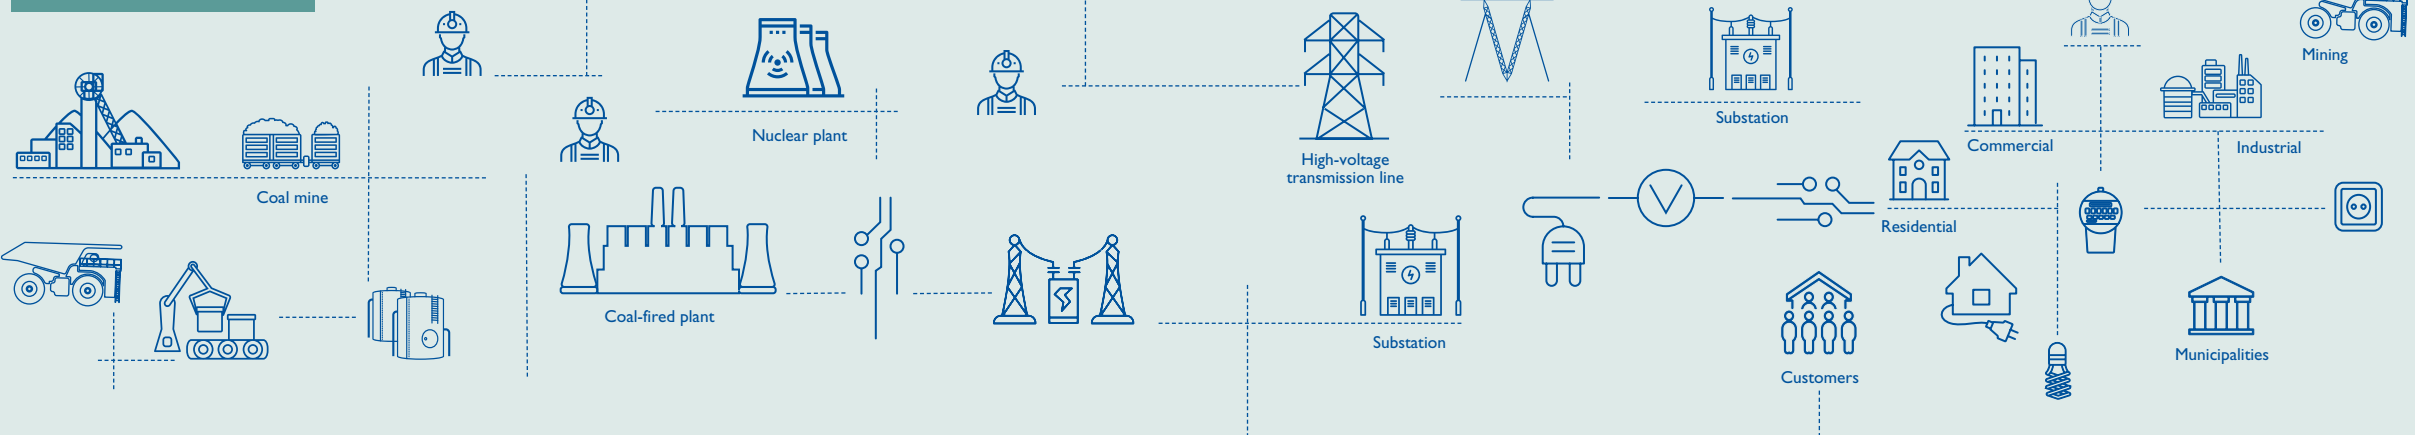 Coal mine
Nuclear plant
Coal-fired plant
High-voltage
transmission line
Substation
Substation
Customers
Residential
Commercial
Industrial
Mining
Municipalities